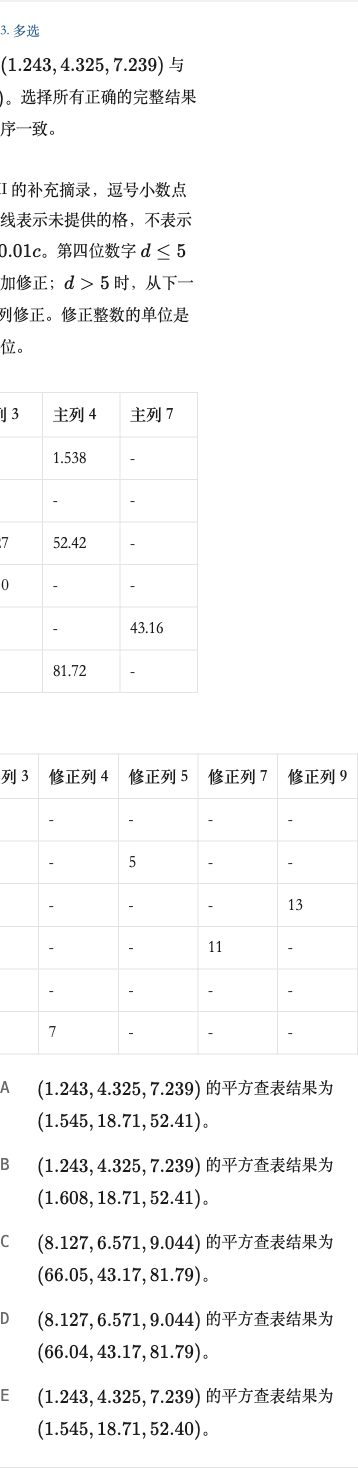 3. 多选
(1.243, 4.325, 7.239) 与
)。选择所有正确的完整结果
序一致。
II 的补充摘录，逗号小数点
线表示未提供的格，不表示
0.01c。第四位数字 d ≤ 5
加修正；d > 5 时，从下一
列修正。修正整数的单位是
位。
列 3 主列 4 主列 7
1.538 -
- -
27 52.42 -
0 - -
- 43.16
81.72 -
列 3 修正列 4 修正列 5 修正列 7 修正列 9
- - - -
- 5 - -
- - - 13
- - 11 -
- - - -
7 - - -
A (1.243, 4.325, 7.239) 的平方查表结果为
(1.545, 18.71, 52.41)。
B (1.243, 4.325, 7.239) 的平方查表结果为
(1.608, 18.71, 52.41)。
C (8.127, 6.571, 9.044) 的平方查表结果为
(66.05, 43.17, 81.79)。
D (8.127, 6.571, 9.044) 的平方查表结果为
(66.04, 43.17, 81.79)。
E (1.243, 4.325, 7.239) 的平方查表结果为
(1.545, 18.71, 52.40)。